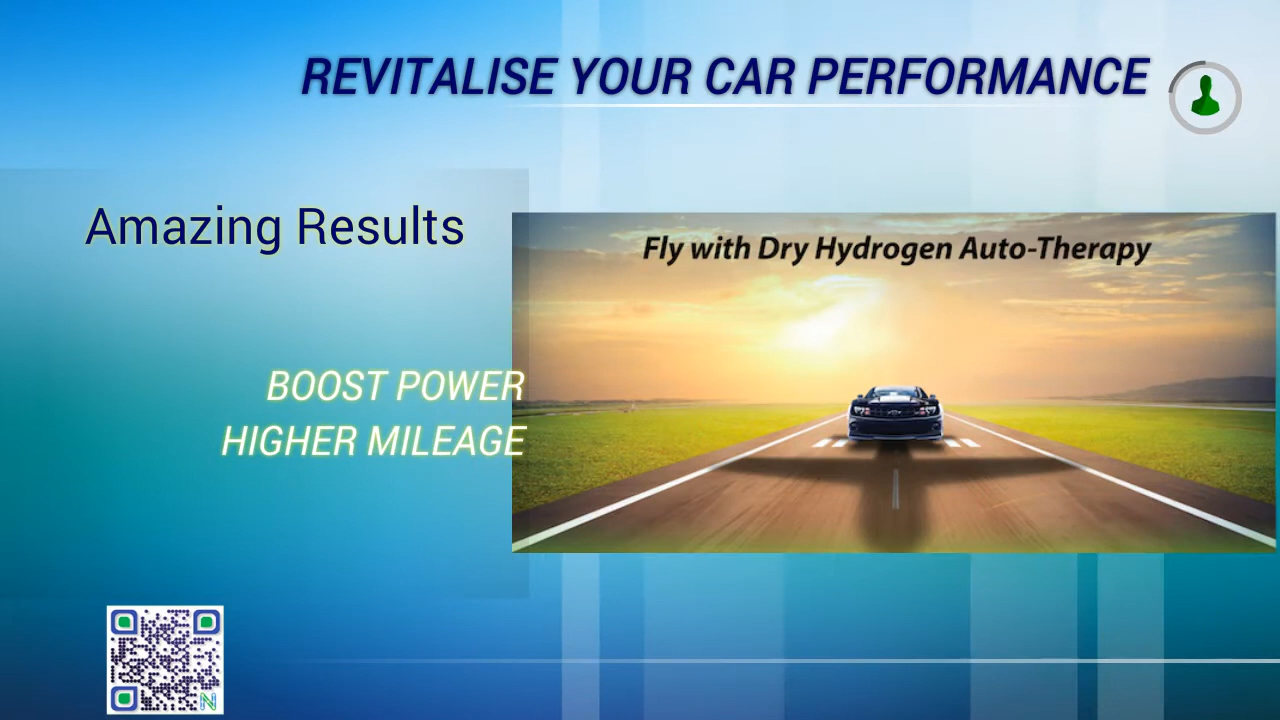 REVITALISE YOUR CAR PERFORMANCE
Amazing Results
Fly with Dry Hydrogen Auto-Therapy
BOOST POWER
HIGHER MILEAGE
N